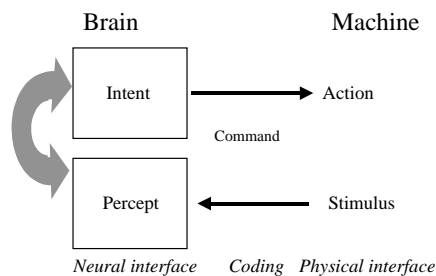 Brain Machine
Intent Action
Command
Percept Stimulus
Neural interface Coding Physical interface